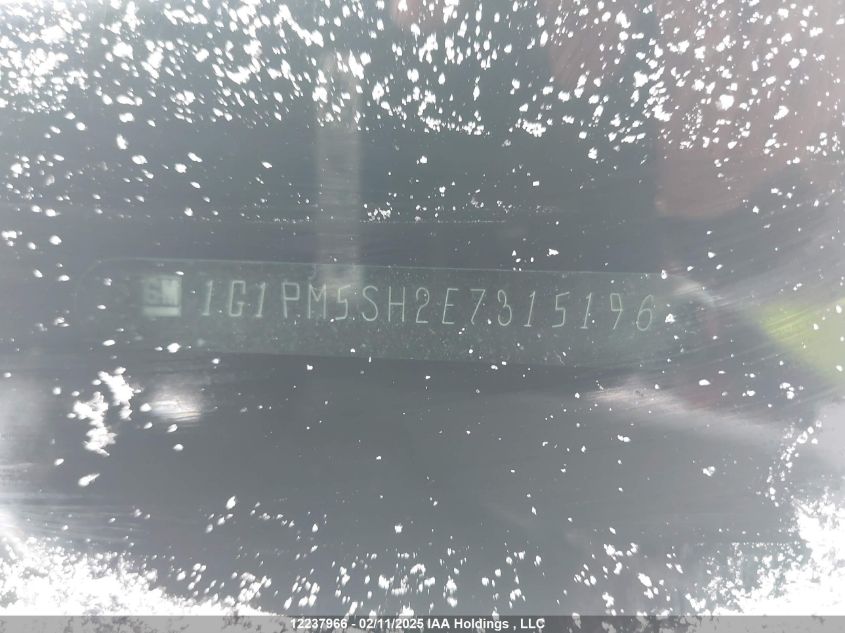 GM 1G1PM5SH2E7315196
12237966 - 02/11/2025 IAA Holdings , LLC